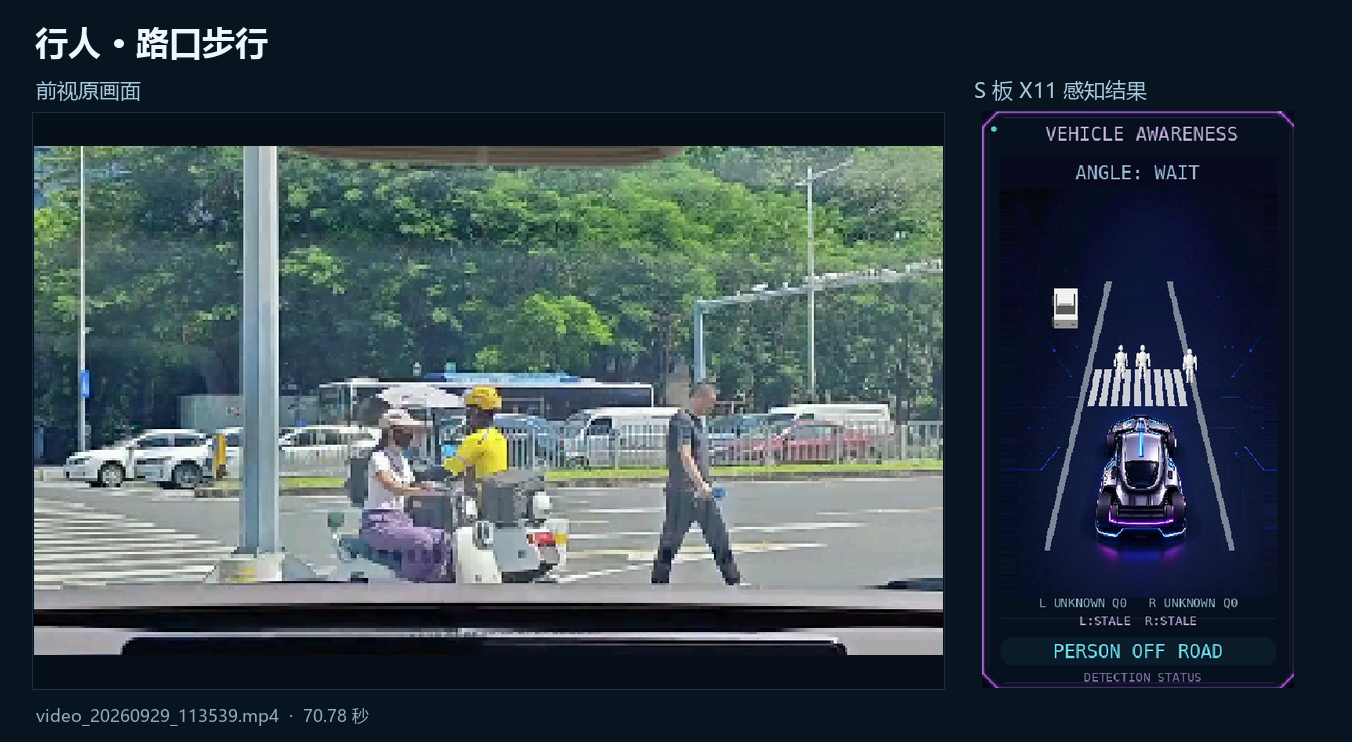 行人·路口步行
前视原画面
S 板 X11 感知结果
VEHICLE AWARENESS
ANGLE: WAIT
L UNKNOWN Q0 R UNKNOWN Q0
L:STALE R:STALE
PERSON OFF ROAD
DETECTION STATUS
video_20260929_113539.mp4 · 70.78 秒